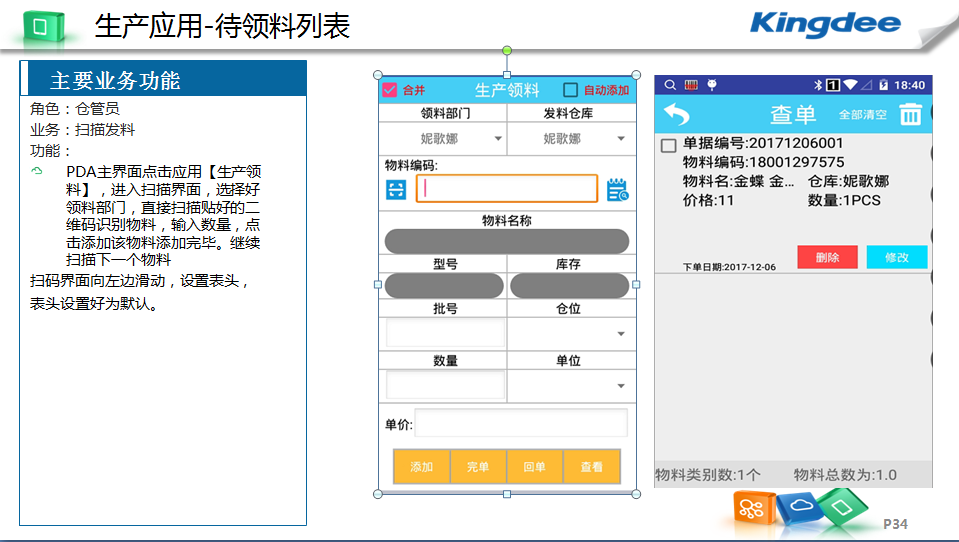 生产应用-待领料列表
Kingdee
主要业务功能
角色：仓管员
业务：扫描发料
功能：
PDA主界面点击应用【生产领
料】，进入扫描界面，选择好
领料部门，直接扫描贴好的二
维码识别物料，输入数量，点
击添加该物料添加完毕。继续
扫描下一个物料
扫码界面向左边滑动，设置表头，
表头设置好为默认。
合并 生产领料 自动添加
领料部门 发料仓库
妮歌娜 妮歌娜
物料编码:
物料名称
型号 库存
批号 仓位
数量 单位
单价:
添加 完单 回单 查看
1 18:40
查单 全部清空
单据编号:20171206001
物料编码:18001297575
物料名:金蝶 金... 仓库:妮歌娜
价格:11 数量:1PCS
下单日期:2017-12-06 删除 修改
物料类别数:1个 物料总数为:1.0
P34